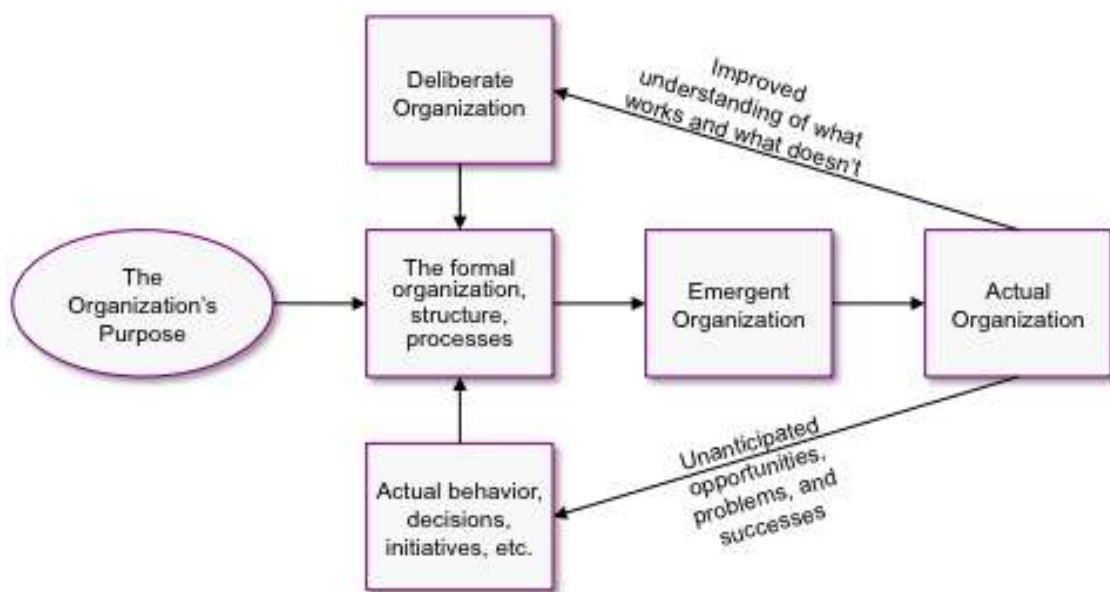 Deliberate
Organization
Improved
understanding of what
works and what doesn't
The
Organization's
Purpose
The formal
organization,
structure,
processes
Emergent
Organization
Actual
Organization
Actual behavior,
decisions,
initiatives, etc.
Unanticipated
opportunities,
problems, and
successes